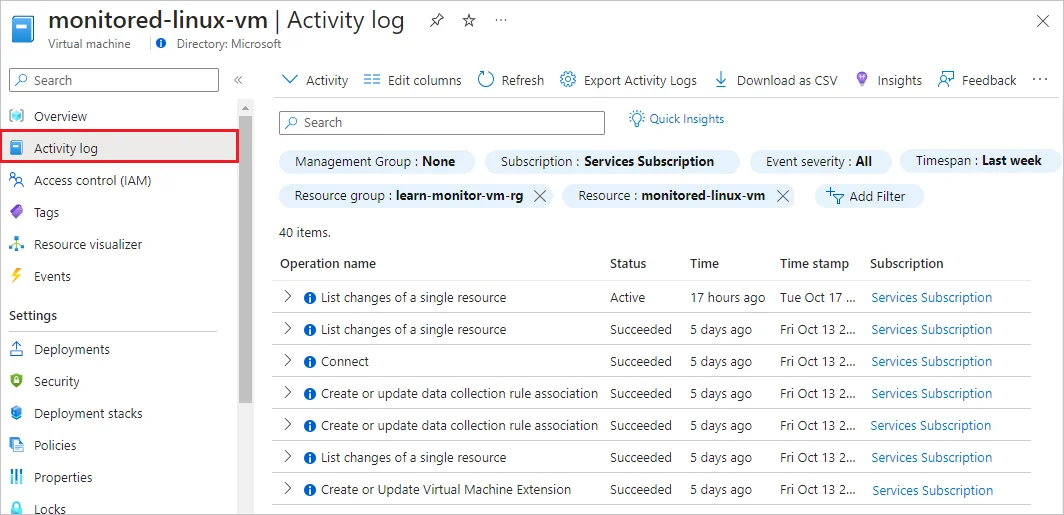 monitored-linux-vm | Activity log
Virtual machine
Directory: Microsoft
Search
Overview
Activity log
Access control (IAM)
Tags
Resource visualizer
Events
Settings
Deployments
Security
Deployment stacks
Policies
Properties
Locks
Activity Edit columns Refresh Export Activity Logs Download as CSV Insights Feedback
Search Quick Insights
Management Group : None Subscription : Services Subscription Event severity : All Timespan : Last week
Resource group : learn-monitor-vm-rg Resource : monitored-linux-vm Add Filter
40 items.
Operation name Status Time Time stamp Subscription
List changes of a single resource Active 17 hours ago Tue Oct 17 ... Services Subscription
List changes of a single resource Succeeded 5 days ago Fri Oct 13 2... Services Subscription
Connect Succeeded 5 days ago Fri Oct 13 2... Services Subscription
Create or update data collection rule association Succeeded 5 days ago Fri Oct 13 2... Services Subscription
Create or update data collection rule association Succeeded 5 days ago Fri Oct 13 2... Services Subscription
List changes of a single resource Succeeded 5 days ago Fri Oct 13 2... Services Subscription
Create or Update Virtual Machine Extension Succeeded 5 days ago Fri Oct 13 2... Services Subscription